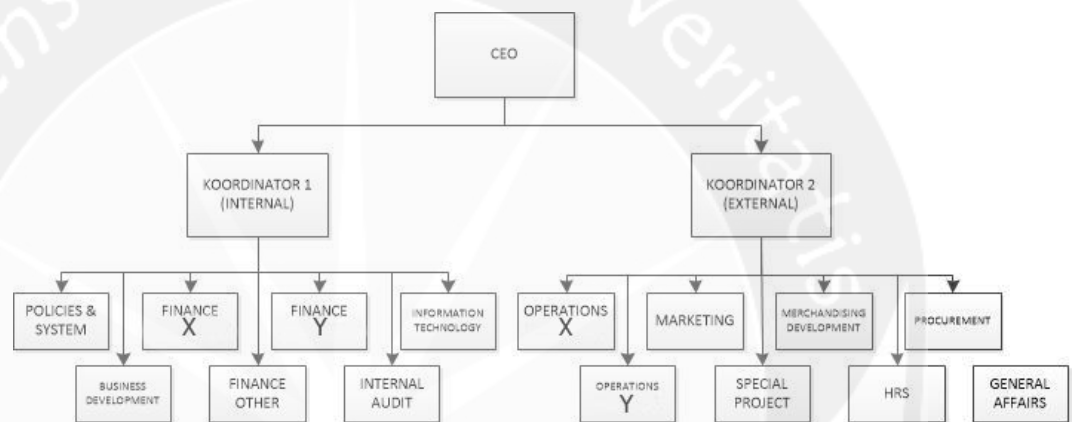 CEO
KOORDINATOR 1
(INTERNAL)
KOORDINATOR 2
(EXTERNAL)
POLICIES &
SYSTEM
FINANCE
X
FINANCE
Y
INFORMATION
TECHNOLOGY
OPERATIONS
X
MARKETING
MERCHANDISING
DEVELOPMENT
PROCUREMENT
BUSINESS
DEVELOPMENT
FINANCE
OTHER
INTERNAL
AUDIT
OPERATIONS
Y
SPECIAL
PROJECT
HRS
GENERAL
AFFAIRS
veritatis